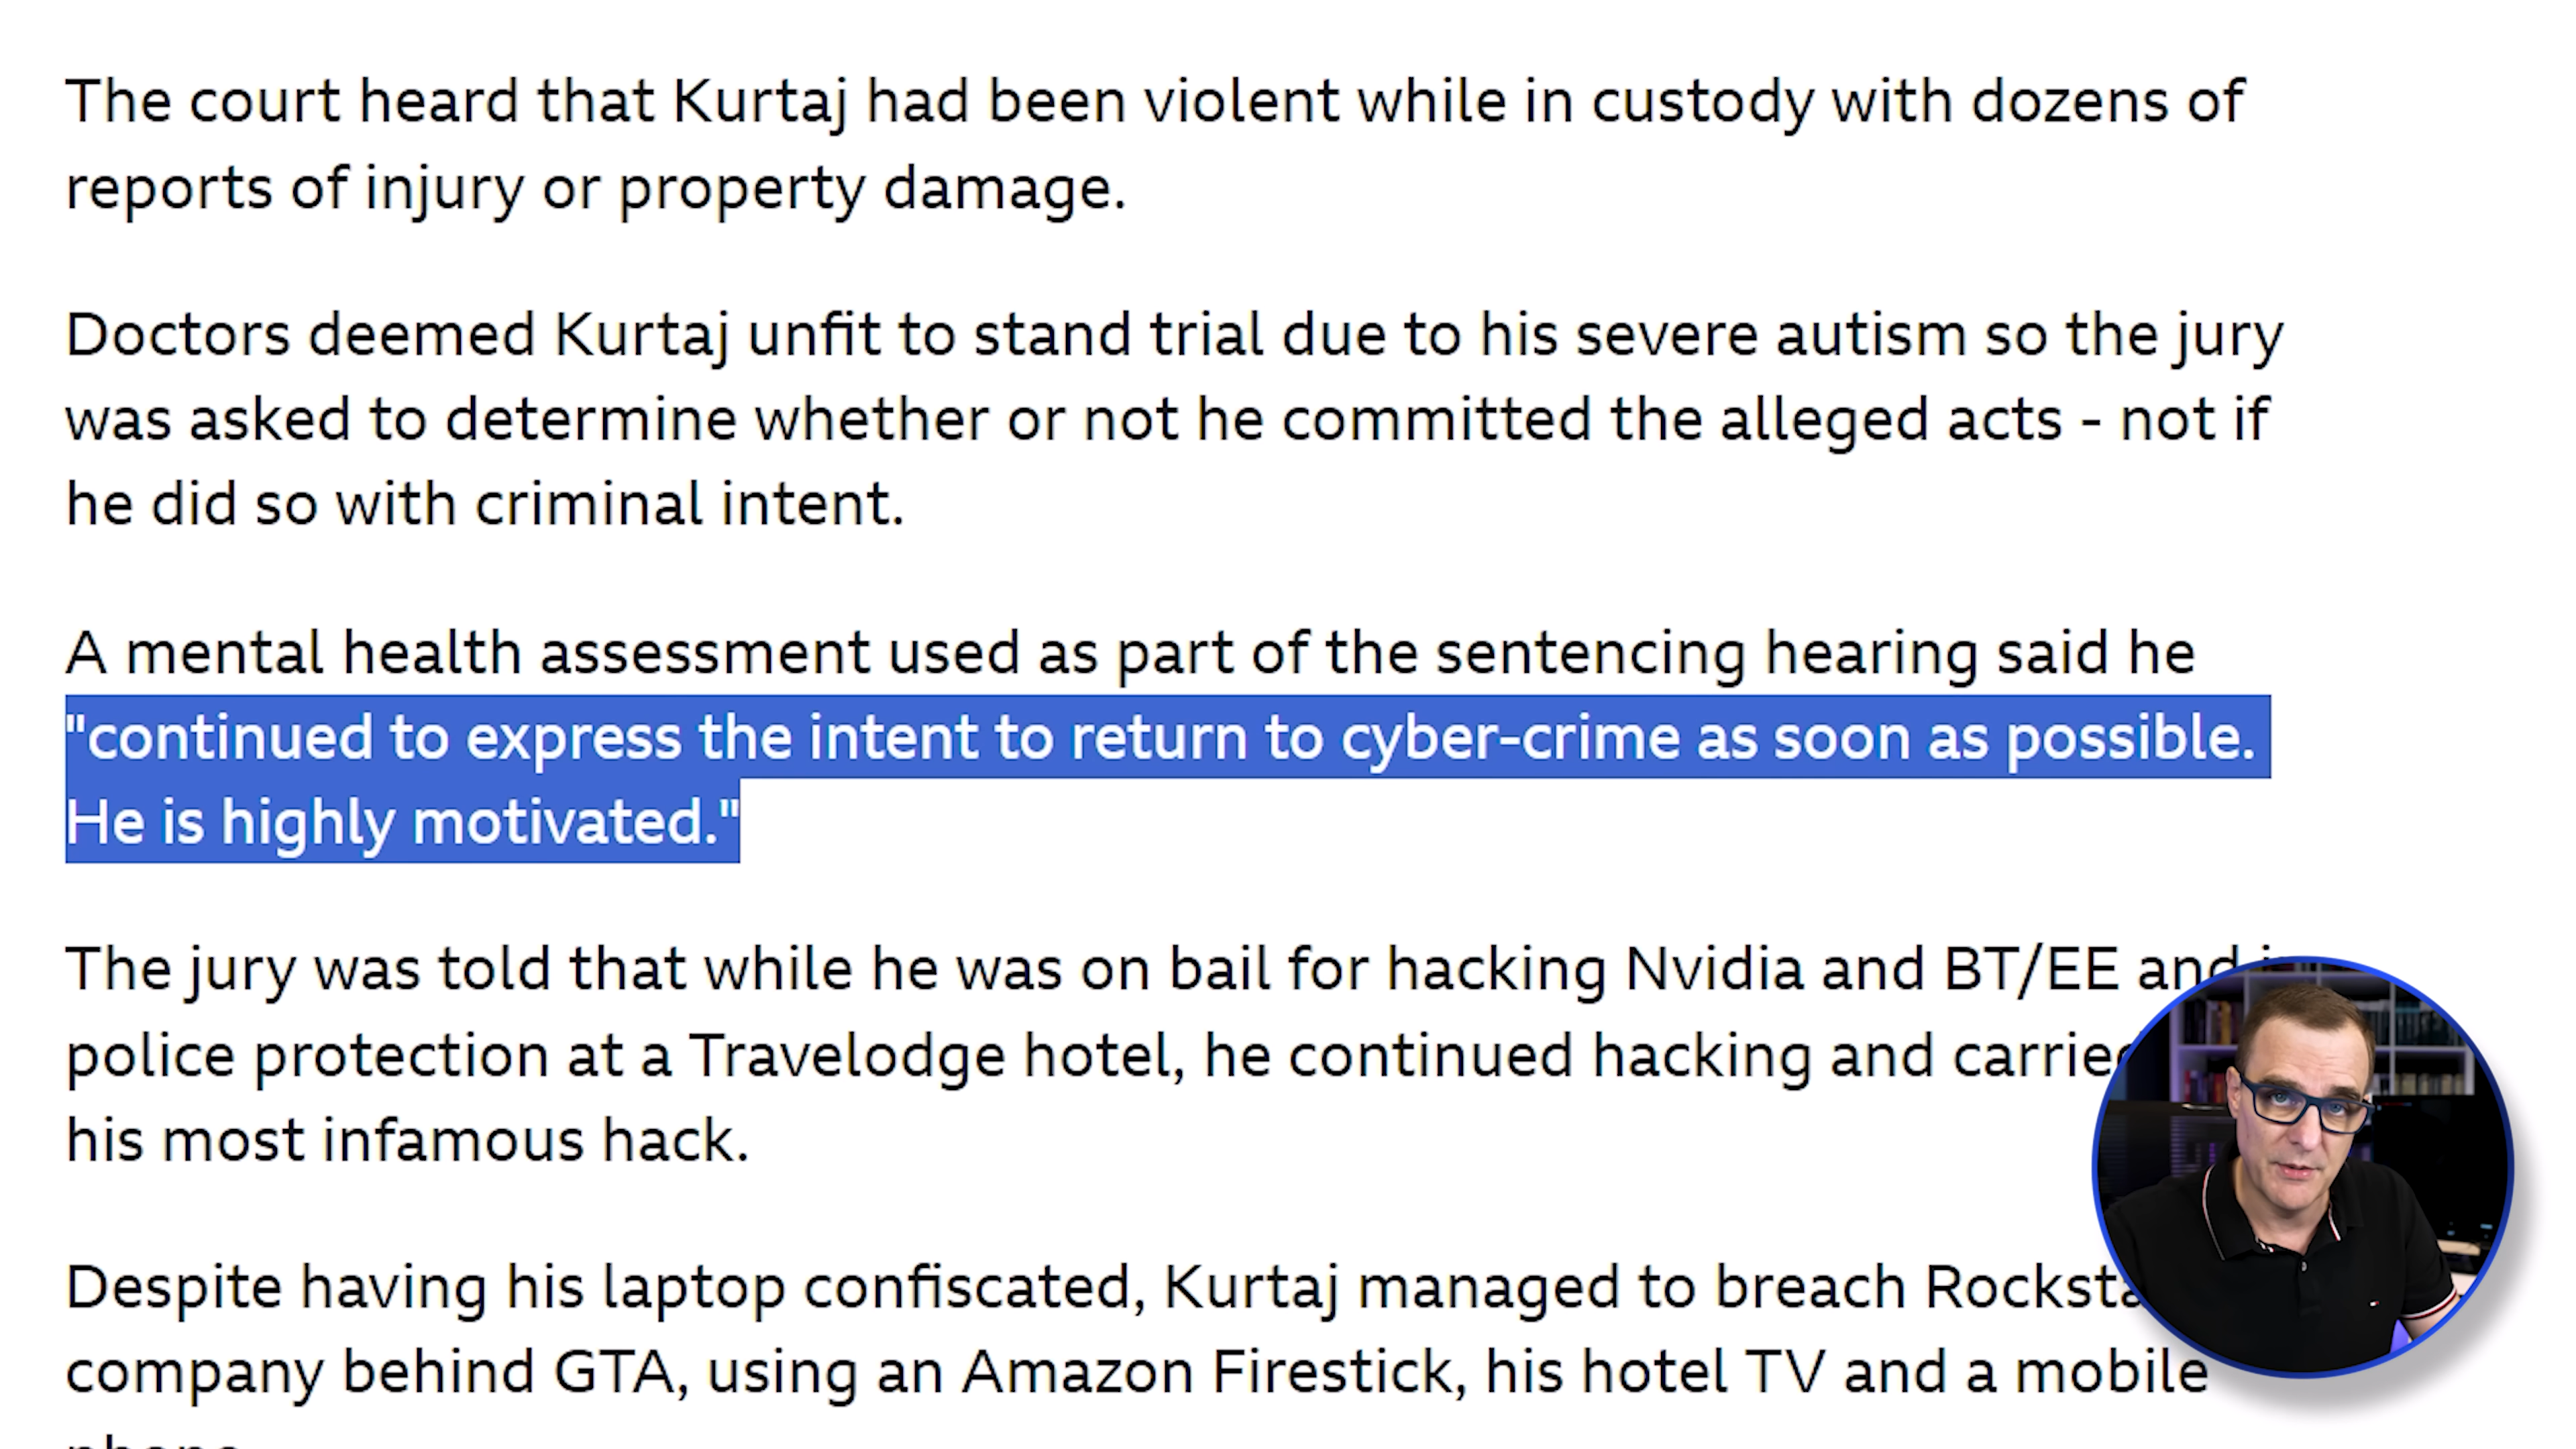 The court heard that Kurtaj had been violent while in custody with dozens of
reports of injury or property damage.
Doctors deemed Kurtaj unfit to stand trial due to his severe autism so the jury
was asked to determine whether or not he committed the alleged acts - not if
he did so with criminal intent.
A mental health assessment used as part of the sentencing hearing said he
"continued to express the intent to return to cyber-crime as soon as possible.
He is highly motivated."
The jury was told that while he was on bail for hacking Nvidia and BT/EE and
police protection at a Travelodge hotel, he continued hacking and
his most infamous hack.
Despite having his laptop confiscated, Kurtaj managed to breach
company behind GTA, using an Amazon Firestick, his hotel TV and a mobile